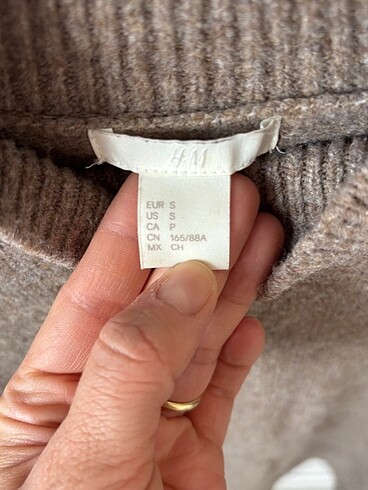 H&M
EUR S
US S
CA P
CN 165/88A
MX CH